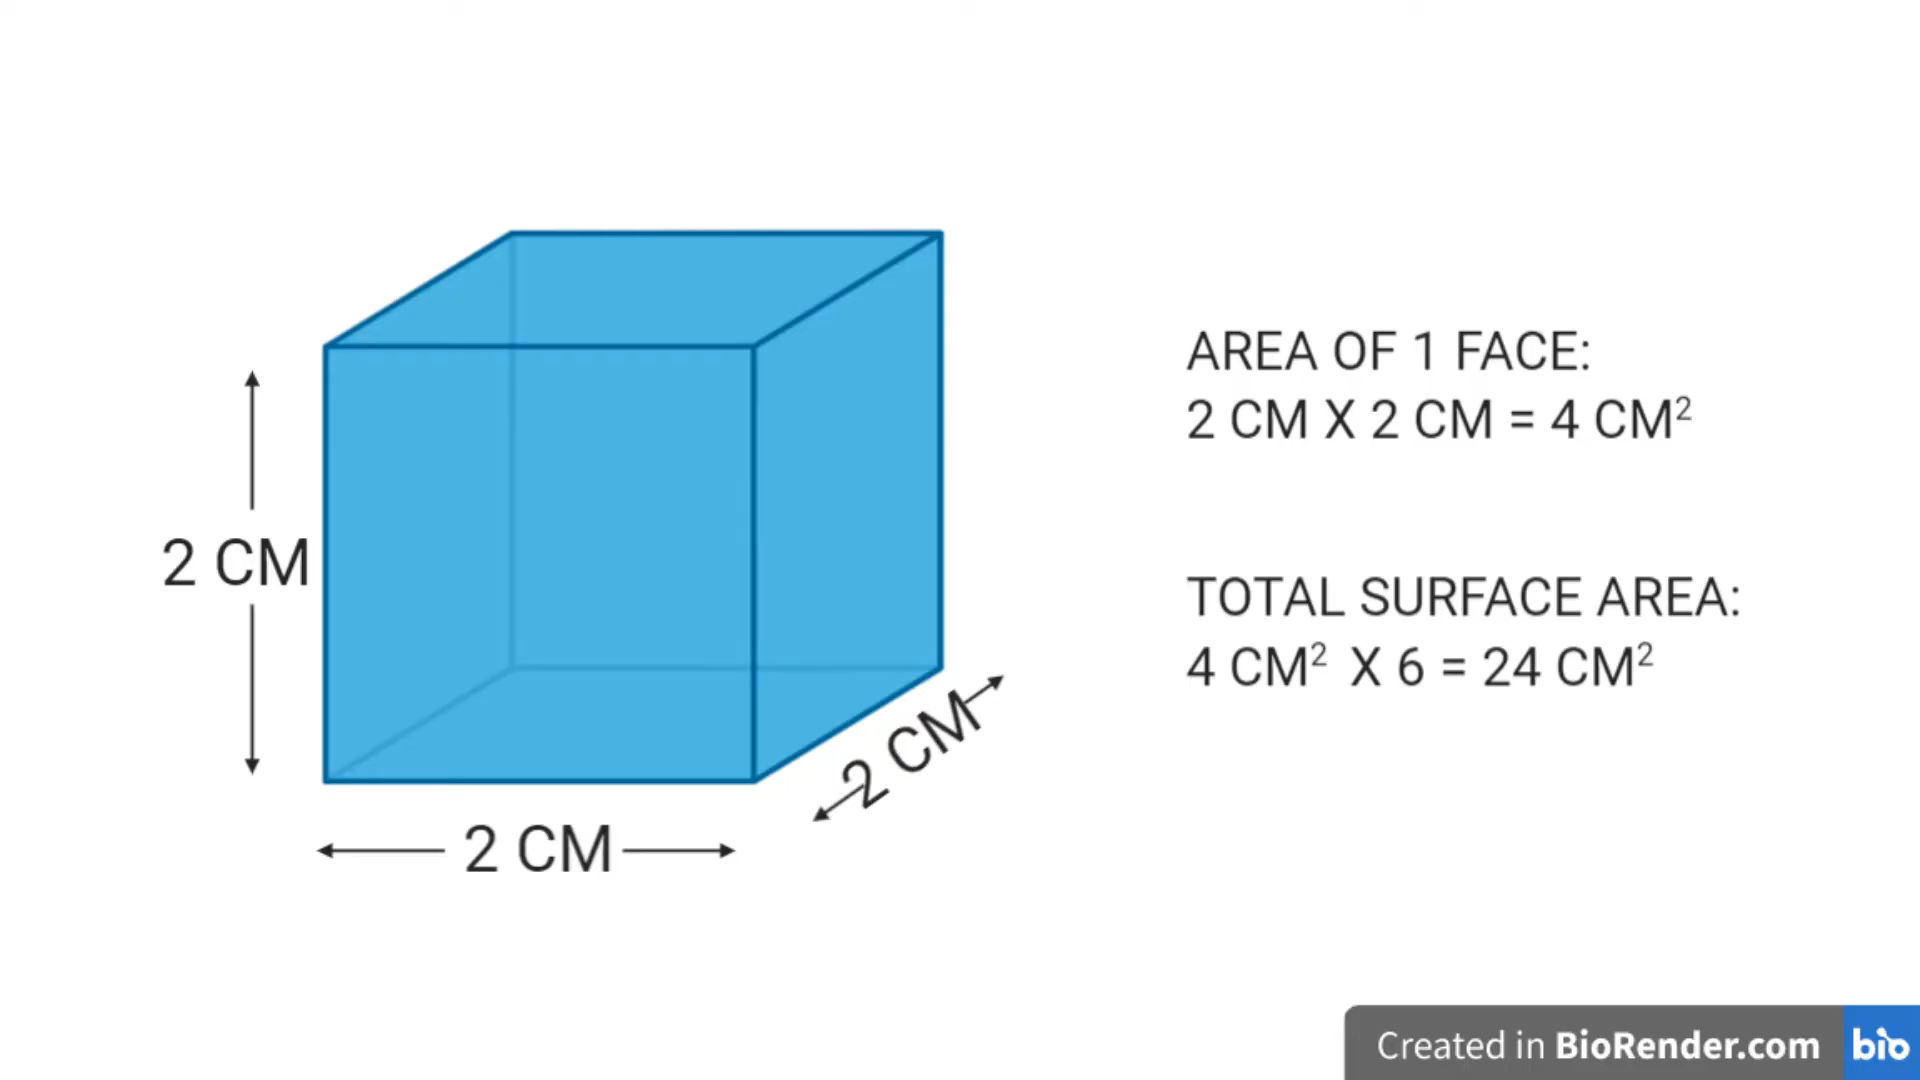 AREA OF 1 FACE:
2 CM X 2 CM = 4 CM²
TOTAL SURFACE AREA:
4 CM² X 6 = 24 CM²
2 CM
2 CM
2 CM
Created in BioRender.com bio